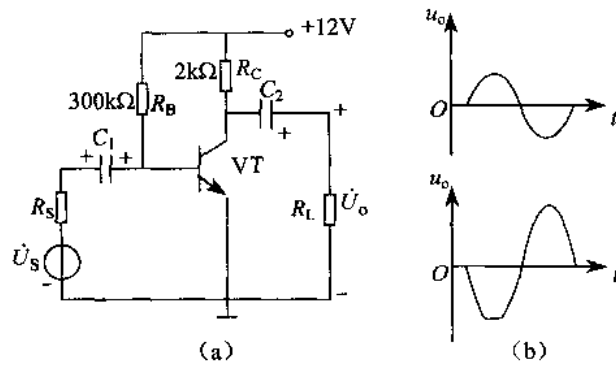 +12V
2kΩ R_C
C_2
300kΩ R_B
+
+
C_1
+ +
VT
R_S
R_L
U̇_o
U̇_S
-
-
(a)
u_o
O
t
u_o
O
t
(b)